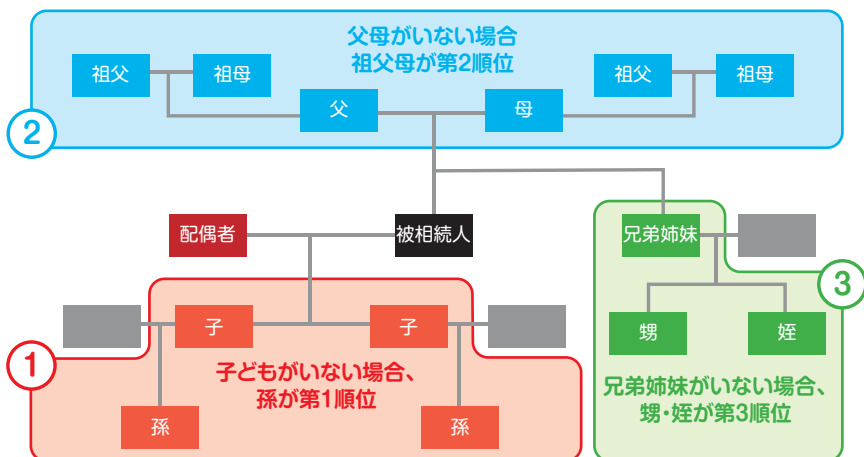 父母がいない場合
祖父母が第2順位
祖父
祖母
祖父
祖母
父
母
2
配偶者
被相続人
兄弟姉妹
3
子
子
甥
姪
1
子どもがいない場合、
孫が第1順位
兄弟姉妹がいない場合、
甥・姪が第3順位
孫
孫